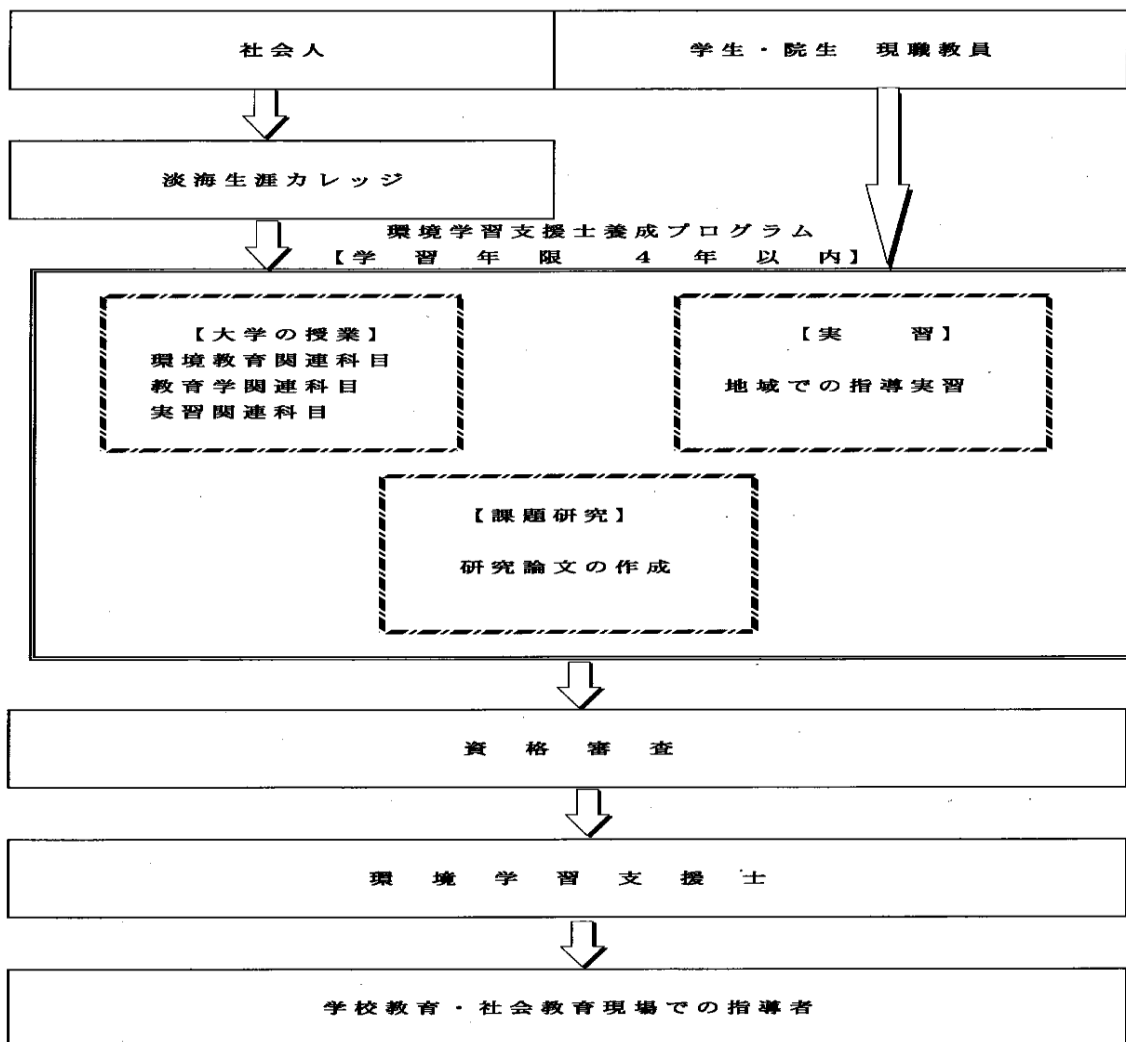 社会人
学生・院生 現職教員
淡海生涯カレッジ
環境学習支援士養成プログラム
【学習年限 4年以内】
【大学の授業】
環境教育関連科目
教育学関連科目
実習関連科目
【実 習】
地域での指導実習
【課題研究】
研究論文の作成
資格審査
環境学習支援士
学校教育・社会教育現場での指導者